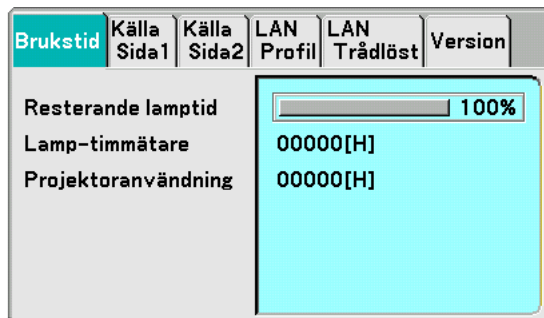 Brukstid
Källa
Sida1
Källa
Sida2
LAN
Profil
LAN
Trådlöst
Version
Resterande lamptid 100%
Lamp-timmätare 00000[H]
Projektoranvändning 00000[H]